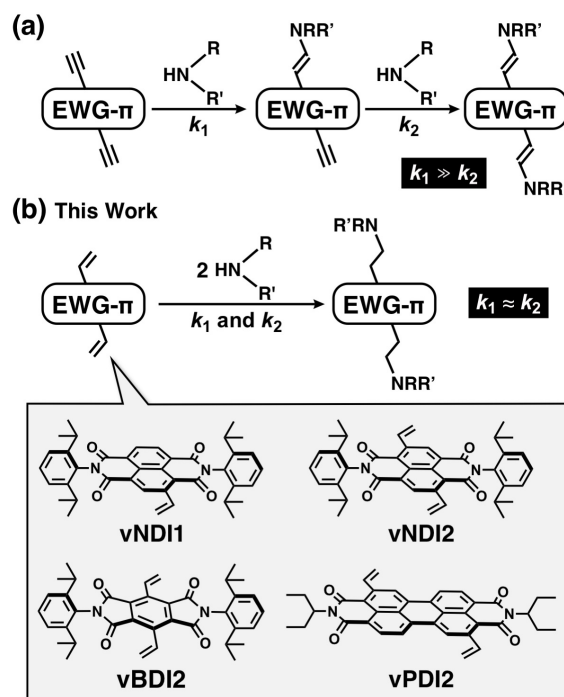 (a)
NRR'
HN
R
R'
k1
EWG-π
EWG-π
HN
R
R'
k2
NRR'
EWG-π
NRR
k1 ≫ k2
(b) This Work
EWG-π
2 HN
R
R'
k1 and k2
R'RN
EWG-π
NRR'
k1 ≈ k2
O O
N N
O O
vNDI1
O O
N N
O O
vNDI2
O O
N N
O O
vBDI2
O O
N N
O O
vPDI2